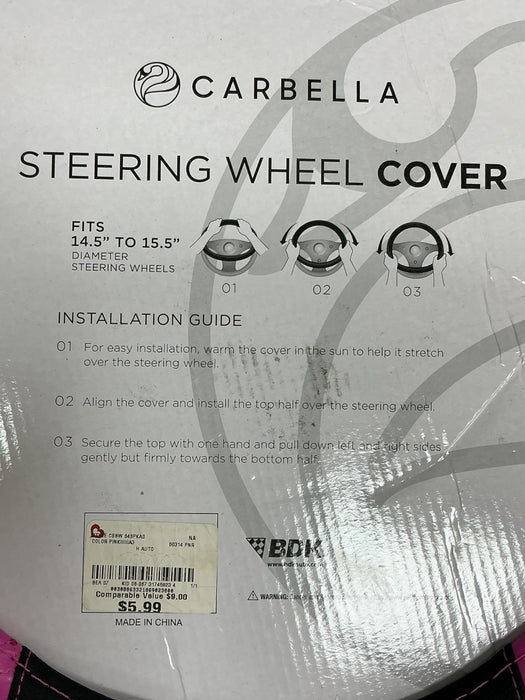 CARBELLA
STEERING WHEEL COVER
FITS
14.5" TO 15.5"
DIAMETER
STEERING WHEELS
01
02
03
INSTALLATION GUIDE
01 For easy installation, warm the cover in the sun to help it stretch
over the steering wheel.
02 Align the cover and install the top half over the steering wheel.
03 Secure the top with one hand and pull down left and right sides
gently but firmly towards the bottom half.
NA
H AUTO
1/1
Comparable Value $9.00
$5.99
BDK
WARNING:
MADE IN CHINA